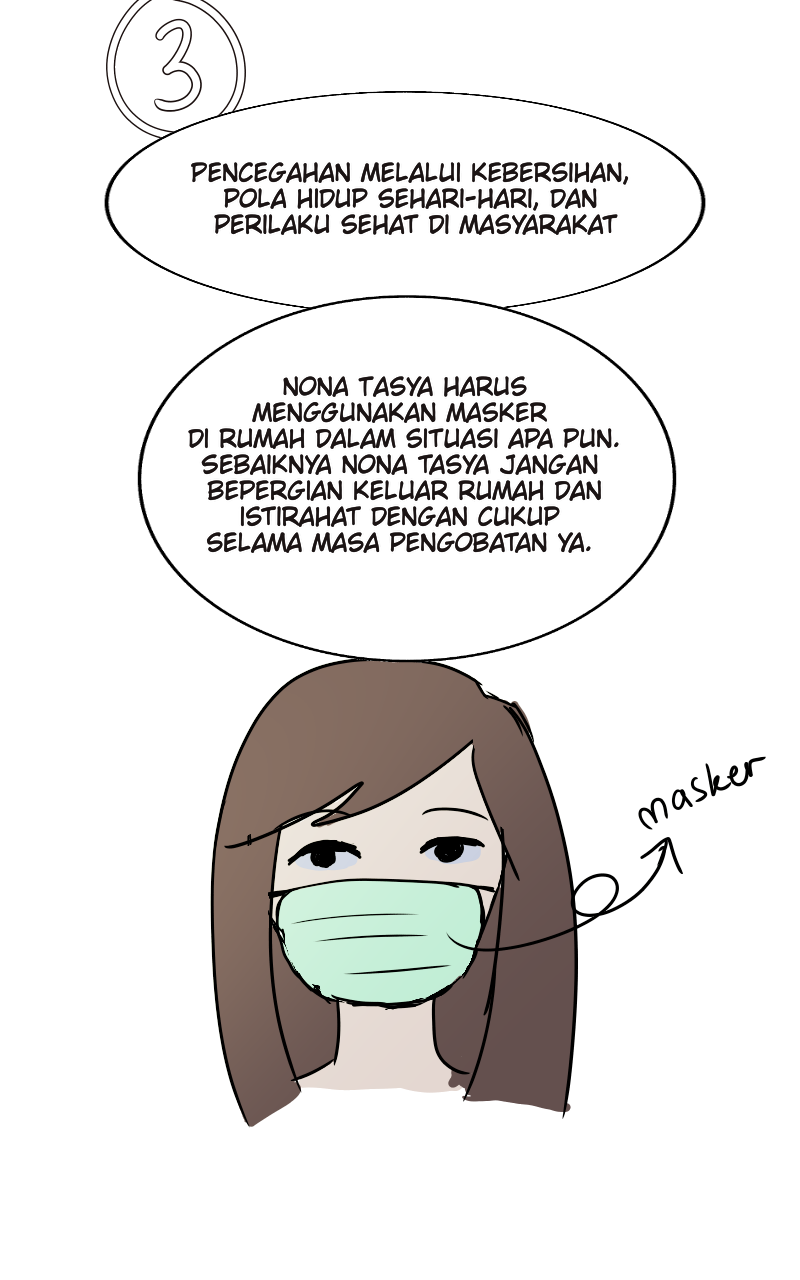 3
PENCEGAHAN MELALUI KEBERSIHAN,
POLA HIDUP SEHARI-HARI, DAN
PERILAKU SEHAT DI MASYARAKAT
NONA TASYA HARUS
MENGGUNAKAN MASKER
DI RUMAH DALAM SITUASI APA PUN.
SEBAIKNYA NONA TASYA JANGAN
BEPERGIAN KELUAR RUMAH DAN
ISTIRAHAT DENGAN CUKUP
SELAMA MASA PENGOBATAN YA.
masker